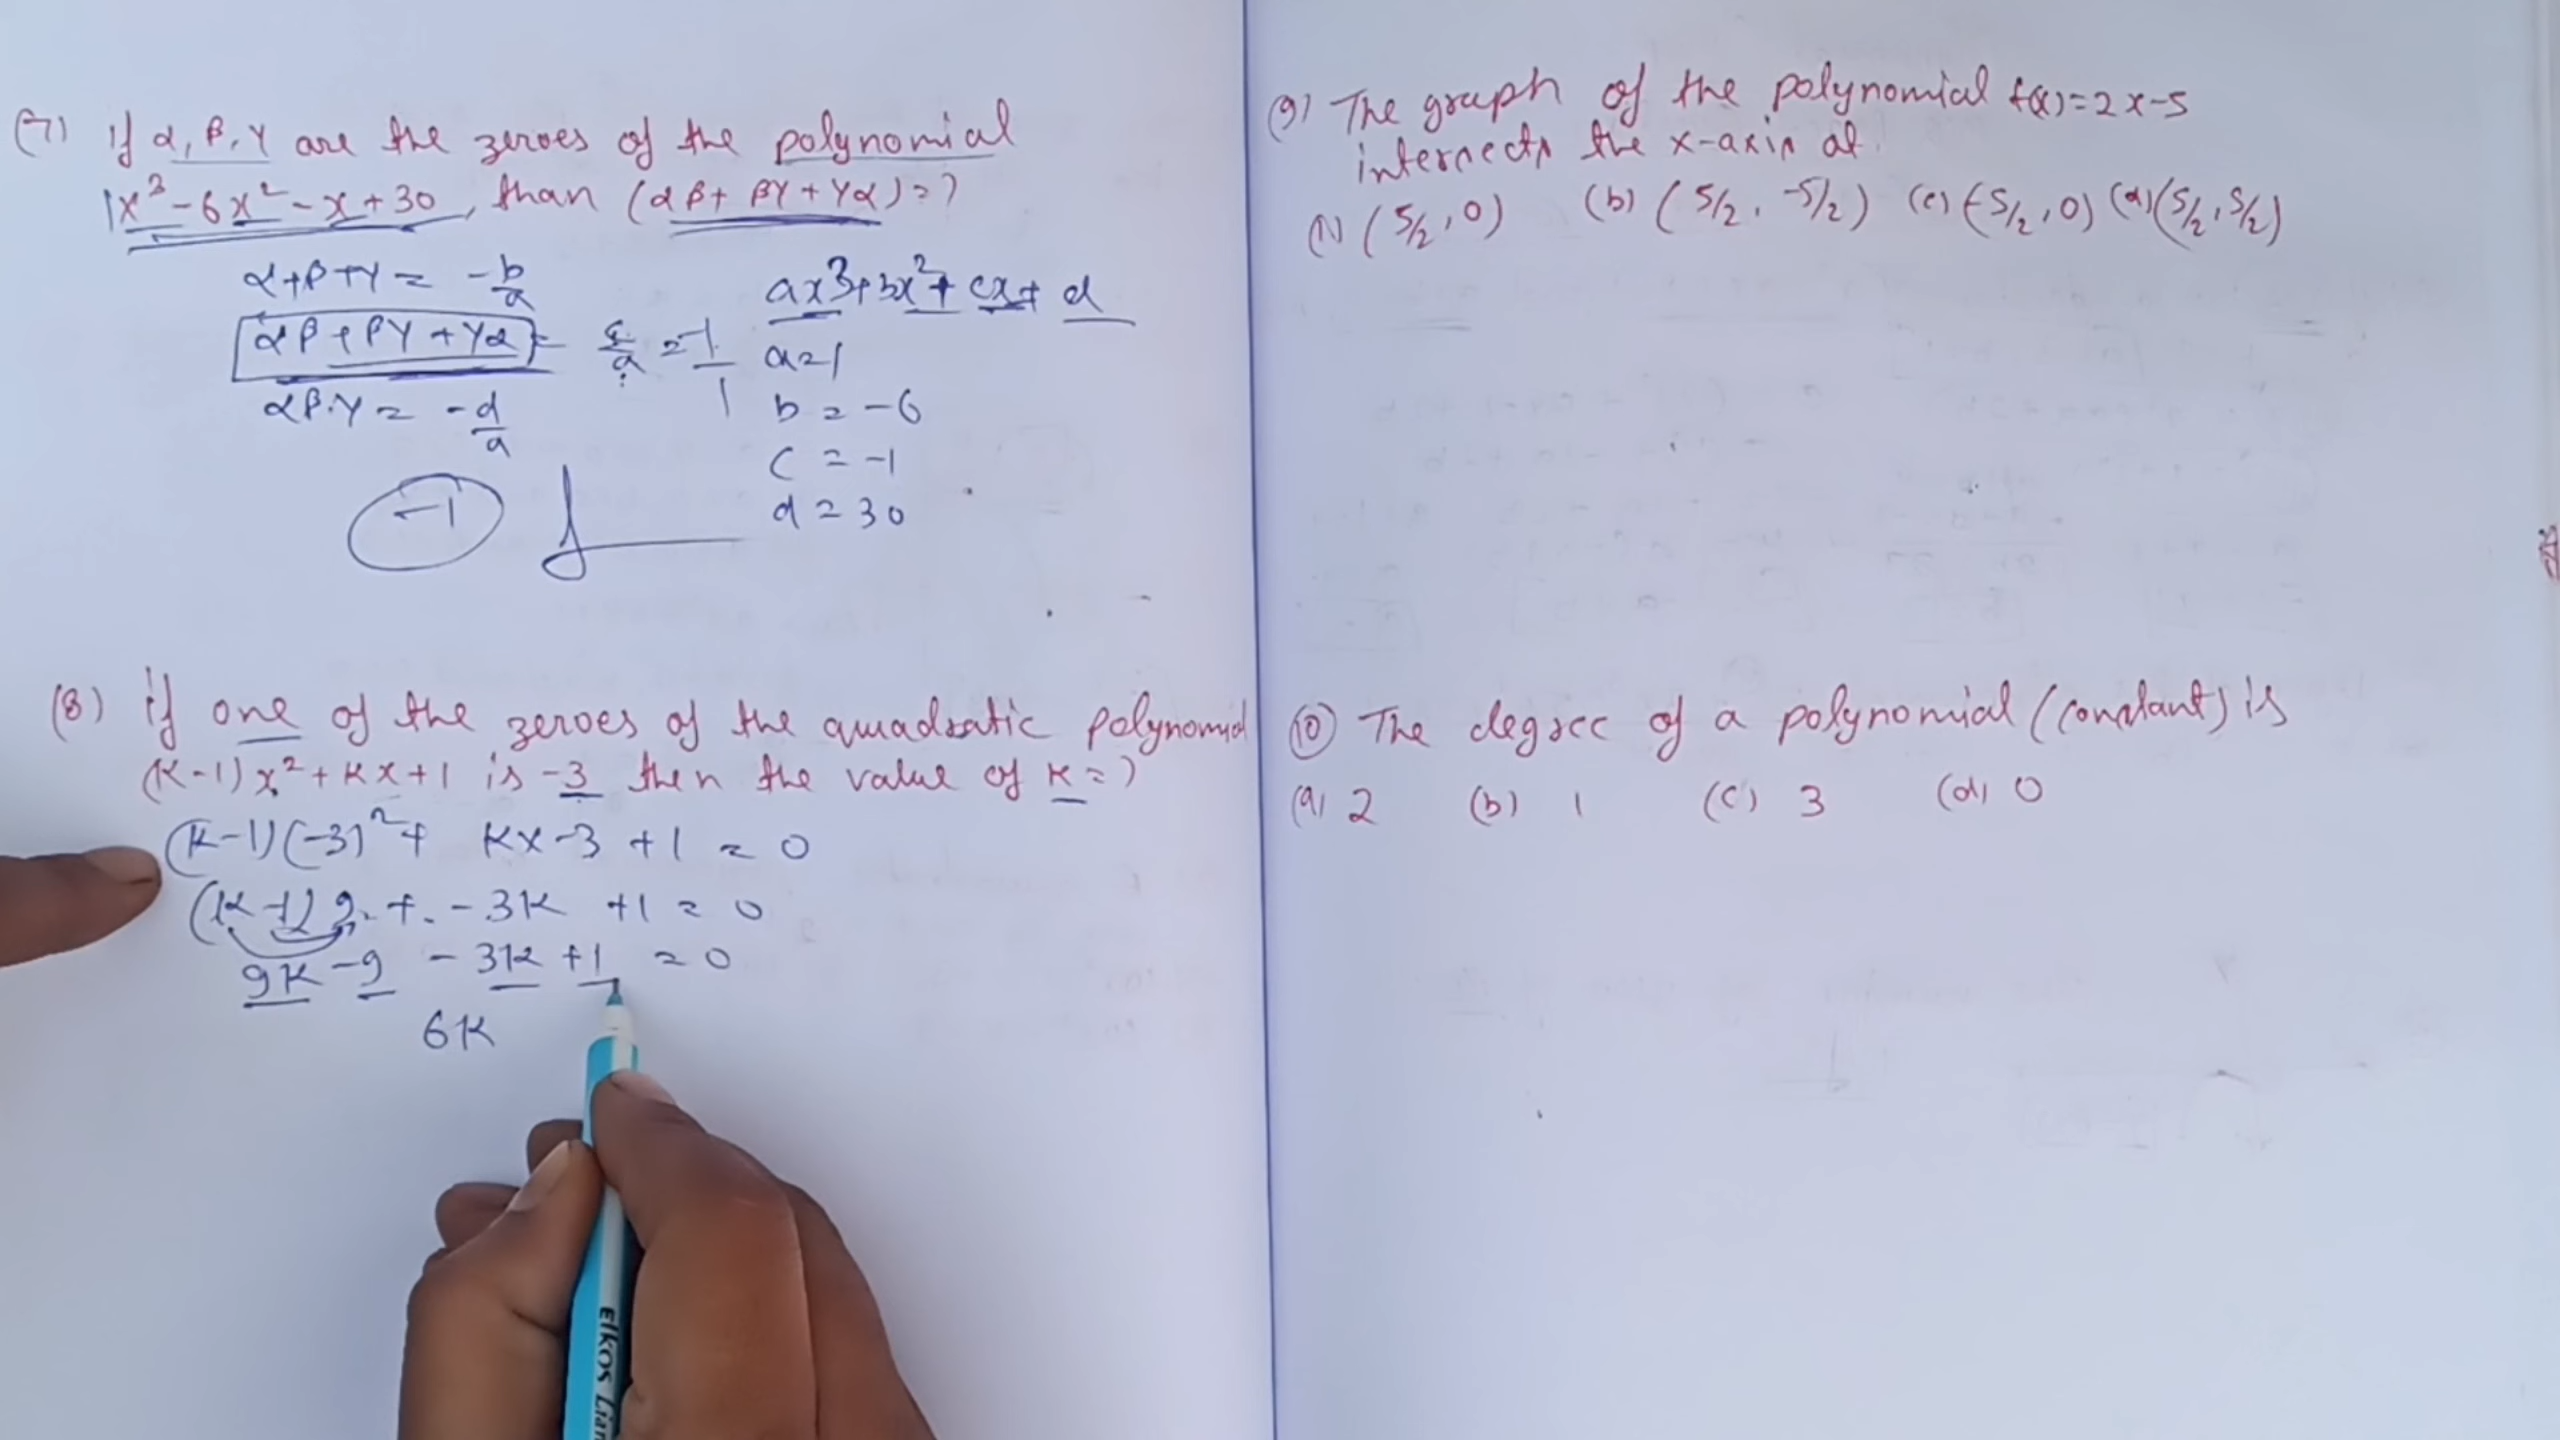 (7) If α, β, γ are the zeroes of the polynomial
1x³-6x²-x+30, than (αβ+ βγ+γα)=?
α+β+γ = -b/a
αβ+βγ+γα = c/a = -1/1
αβ.γ = -d/a
-1
ax³+bx²+cx+d
a=1
b = -6
c = -1
d = 30
(8) if one of the zeroes of the quadratic polynomial
(K-1)x²+Kx+1 is -3 then the value of K=?
(K-1)(-3)²+ K×-3 +1 = 0
(K-1)9+ -3K +1 = 0
9K-9 -3K+1 = 0
6K
(9) The graph of the polynomial f(x)=2x-5
intersects the x-axis at
(5/2,0) (b) (5/2, -5/2) (c) (-5/2,0) (d) (5/2,5/2)
(10) The degree of a polynomial (constant) is
(a) 2 (b) 1 (c) 3 (d) 0
Elkos